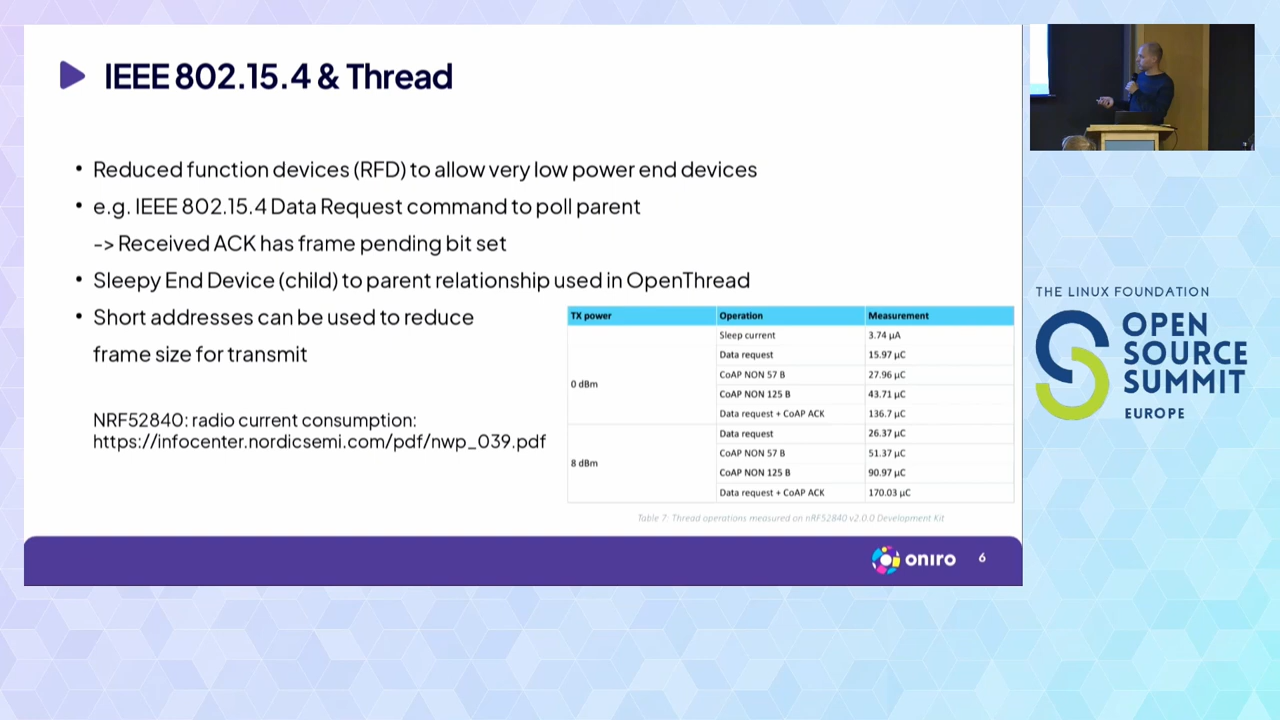 IEEE 802.15.4 & Thread
• Reduced function devices (RFD) to allow very low power end devices
• e.g. IEEE 802.15.4 Data Request command to poll parent
-> Received ACK has frame pending bit set
• Sleepy End Device (child) to parent relationship used in OpenThread
• Short addresses can be used to reduce
frame size for transmit
NRF52840: radio current consumption:
https://infocenter.nordicsemi.com/pdf/nwp_039.pdf
TX power Operation Measurement
0 dBm
Sleep current 3.74 µA
Data request 15.97 µC
CoAP NON 57 B 27.96 µC
CoAP NON 125 B 43.71 µC
Data request + CoAP ACK 136.7 µC
8 dBm
Data request 26.37 µC
CoAP NON 57 B 51.37 µC
CoAP NON 125 B 90.97 µC
Data request + CoAP ACK 170.03 µC
Table 7: Thread operations measured on nRF52840 v2.0.0 Development Kit
oniro
6
THE LINUX FOUNDATION
OPEN
SOURCE
SUMMIT
EUROPE